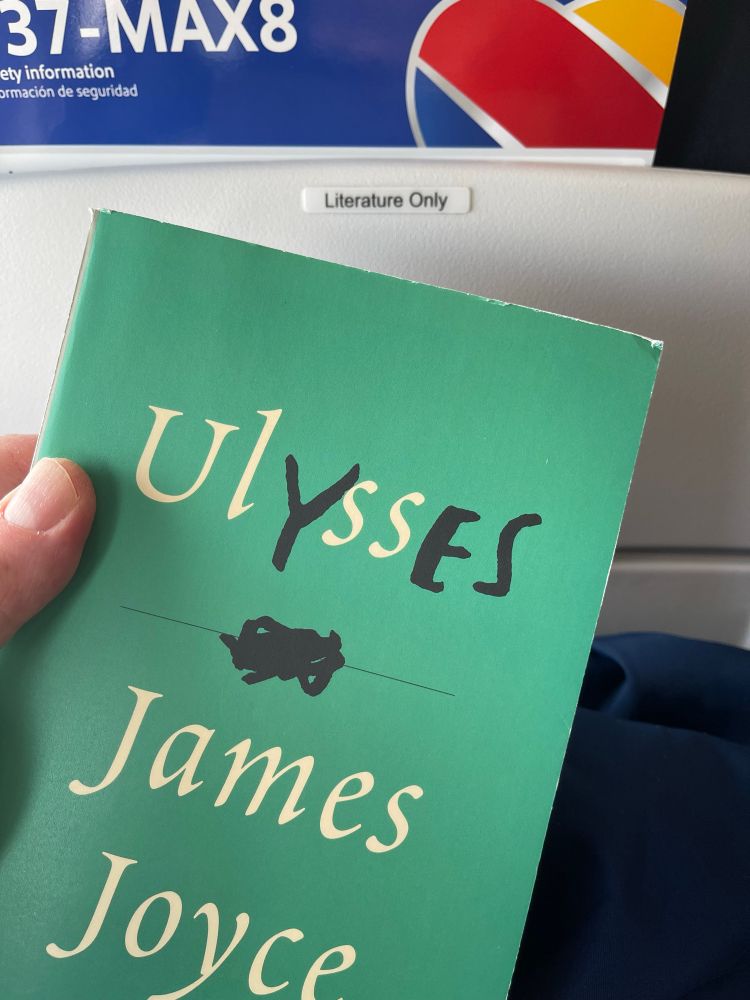 37-MAX8
ety information
ormación de seguridad
Literature Only
UlYssES
James
Joyce